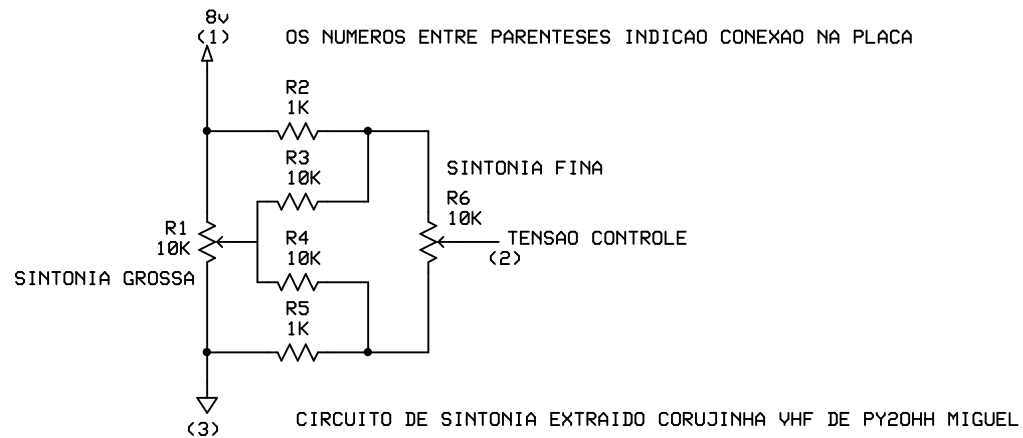 8v
(1)
OS NUMEROS ENTRE PARENTESES INDICAO CONEXAO NA PLACA
R2
1K
R3
10K
SINTONIA FINA
R6
10K
R1
10K
R4
10K
TENSAO CONTROLE
(2)
SINTONIA GROSSA
R5
1K
(3)
CIRCUITO DE SINTONIA EXTRAIDO CORUJINHA VHF DE PY2OHH MIGUEL